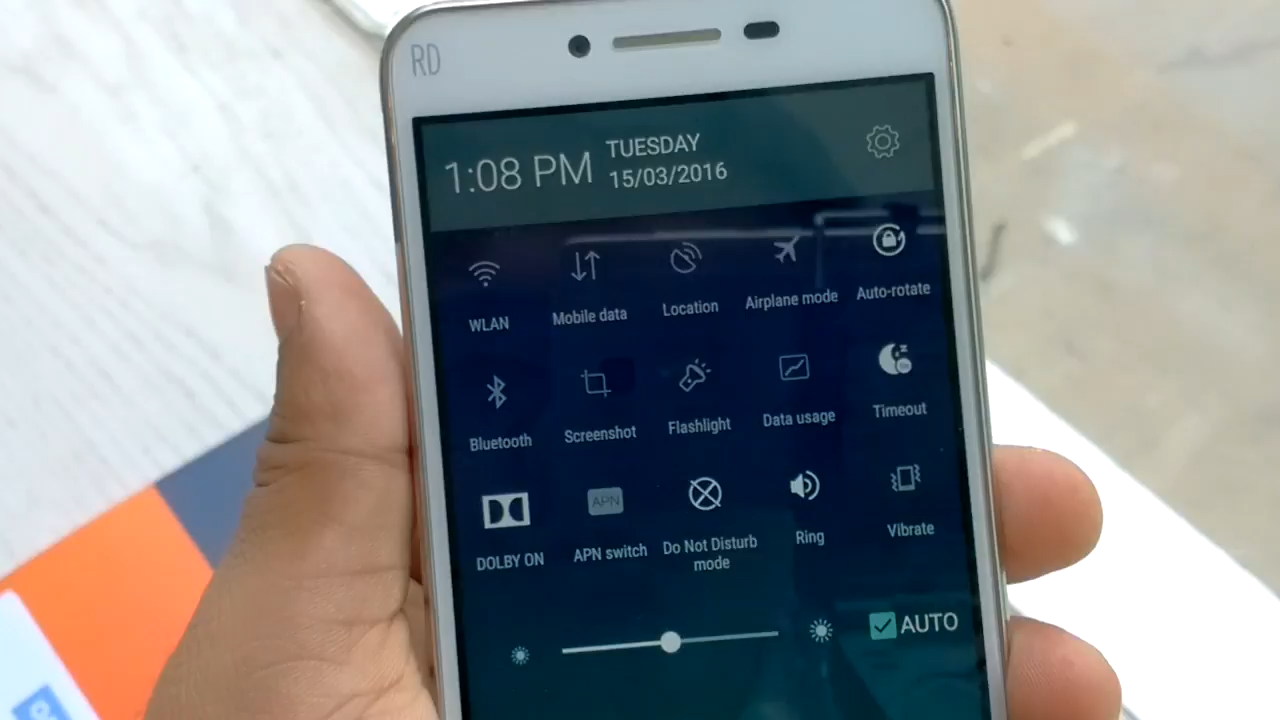 RD
1:08 PM
TUESDAY
15/03/2016
WLAN
Mobile data
Location
Airplane mode
Auto-rotate
Bluetooth
Screenshot
Flashlight
Data usage
Timeout
DOLBY ON
APN
APN switch
Do Not Disturb
mode
Ring
Vibrate
AUTO